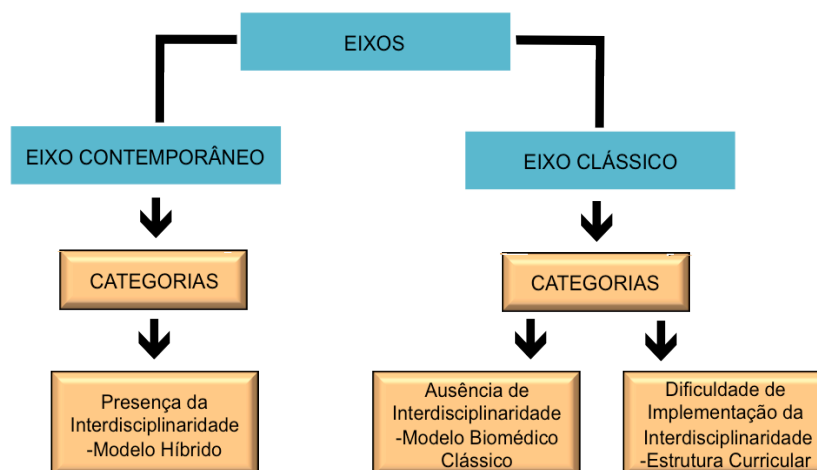 EIXOS
EIXO CONTEMPORÂNEO
EIXO CLÁSSICO
CATEGORIAS
CATEGORIAS
Presença da
Interdisciplinaridade
-Modelo Híbrido
Ausência de
Interdisciplinaridade
-Modelo Biomédico
Clássico
Dificuldade de
Implementação da
Interdisciplinaridade
-Estrutura Curricular